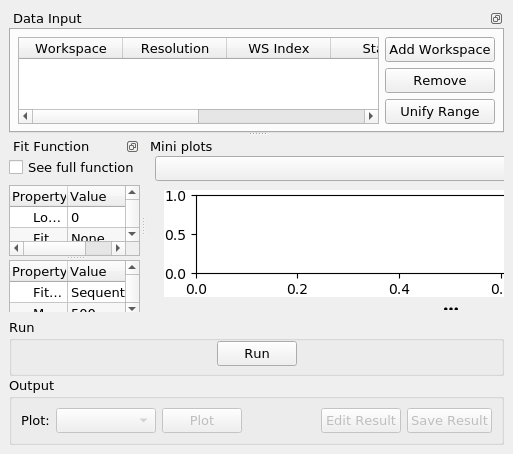 Data Input
Workspace Resolution WS Index Sta
Add Workspace
Remove
Unify Range
Fit Function
Mini plots
See full function
Property Value
Lo... 0
Fit None
Property Value
Fit... Sequent
M 500
1.0
0.5
0.0
0.0 0.2 0.4 0.
Run
Run
Output
Plot: Plot Edit Result Save Result